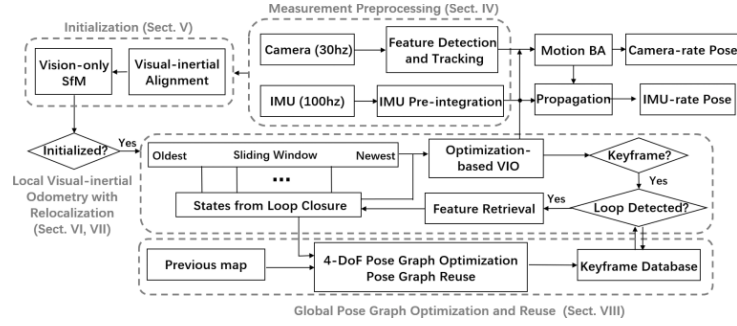 Initialization (Sect. V)
Vision-only
SfM
Visual-inertial
Alignment
Measurement Preprocessing (Sect. IV)
Camera (30hz)
Feature Detection
and Tracking
IMU (100hz)
IMU Pre-integration
Motion BA
Camera-rate Pose
Propagation
IMU-rate Pose
Initialized?
Yes
Local Visual-inertial
Odometry with
Relocalization
(Sect. VI, VII)
Oldest Sliding Window Newest
...
States from Loop Closure
Optimization-
based VIO
Keyframe?
Yes
Loop Detected?
Yes
Feature Retrieval
Previous map
4-DoF Pose Graph Optimization
Pose Graph Reuse
Keyframe Database
Global Pose Graph Optimization and Reuse (Sect. VIII)